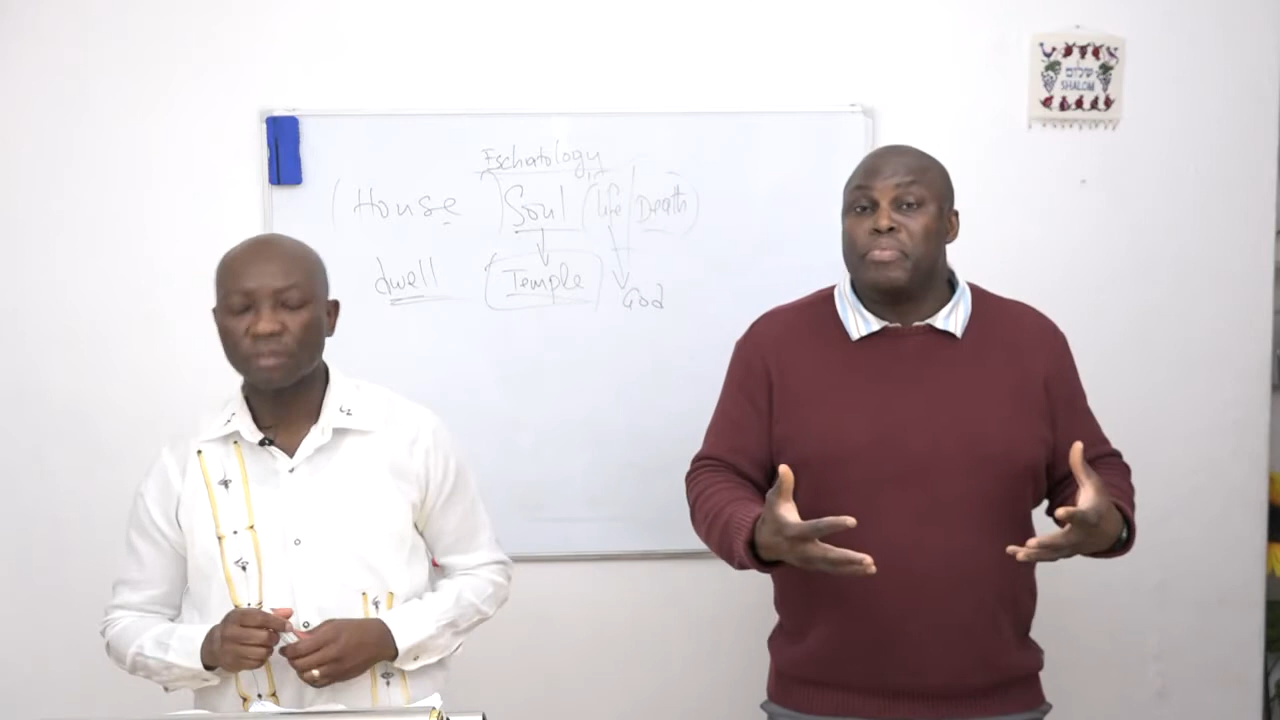 Eschatology
(House) Soul (life/Death)
dwell Temple God
שלום
SHALOM